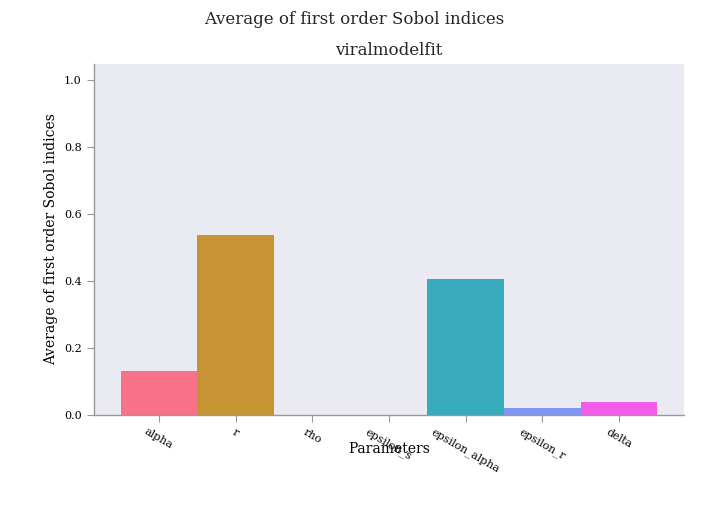 Average of first order Sobol indices
viralmodelfit
Average of first order Sobol indices
1.0
0.8
0.6
0.4
0.2
0.0
alpha
r
rho
epsilon_s
epsilon_alpha
epsilon_r
delta
Parameters